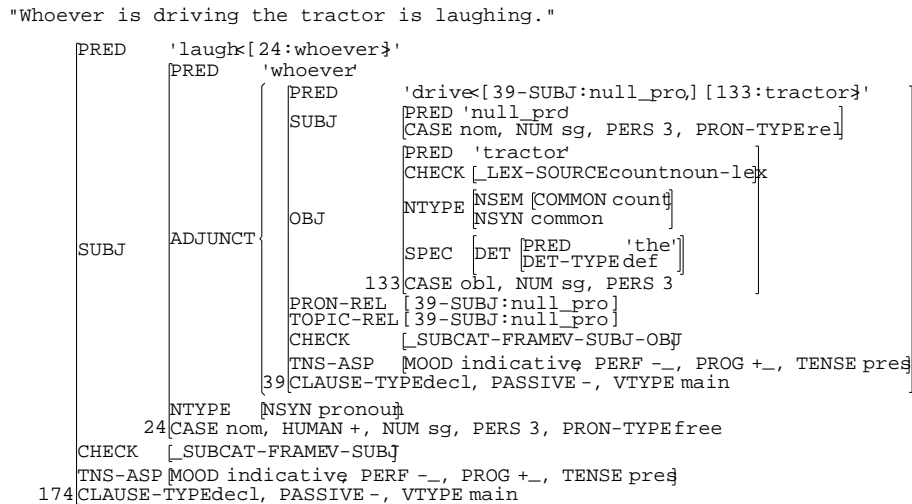 "Whoever is driving the tractor is laughing."
PRED 'laugh<[24:whoever]>'
PRED 'whoever'
PRED 'drive<[39-SUBJ:null_pro], [133:tractor]>'
SUBJ PRED 'null_pro'
CASE nom, NUM sg, PERS 3, PRON-TYPE rel
PRED 'tractor'
CHECK _LEX-SOURCE countnoun-lex
OBJ NTYPE NSEM COMMON count
NSYN common
SUBJ ADJUNCT SPEC DET PRED 'the'
DET-TYPE def
133 CASE obl, NUM sg, PERS 3
PRON-REL [39-SUBJ:null_pro]
TOPIC-REL [39-SUBJ:null_pro]
CHECK _SUBCAT-FRAME V-SUBJ-OBJ
TNS-ASP MOOD indicative, PERF -_, PROG +_, TENSE pres
39 CLAUSE-TYPE decl, PASSIVE -, VTYPE main
NTYPE NSYN pronoun
24 CASE nom, HUMAN +, NUM sg, PERS 3, PRON-TYPE free
CHECK _SUBCAT-FRAME V-SUBJ
TNS-ASP MOOD indicative, PERF -_, PROG +_, TENSE pres
174 CLAUSE-TYPE decl, PASSIVE -, VTYPE main